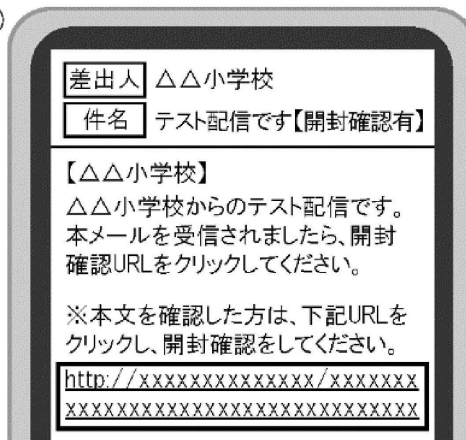 差出人 △△小学校
件名 テスト配信です【開封確認有】
【△△小学校】
△△小学校からのテスト配信です。
本メールを受信されましたら、開封
確認URLをクリックしてください。
※本文を確認した方は、下記URLを
クリックし、開封確認をしてください。
http://xxxxxxxxxxxxxx/xxxxxxx
xxxxxxxxxxxxxxxxxxxxxxxxxxxxx